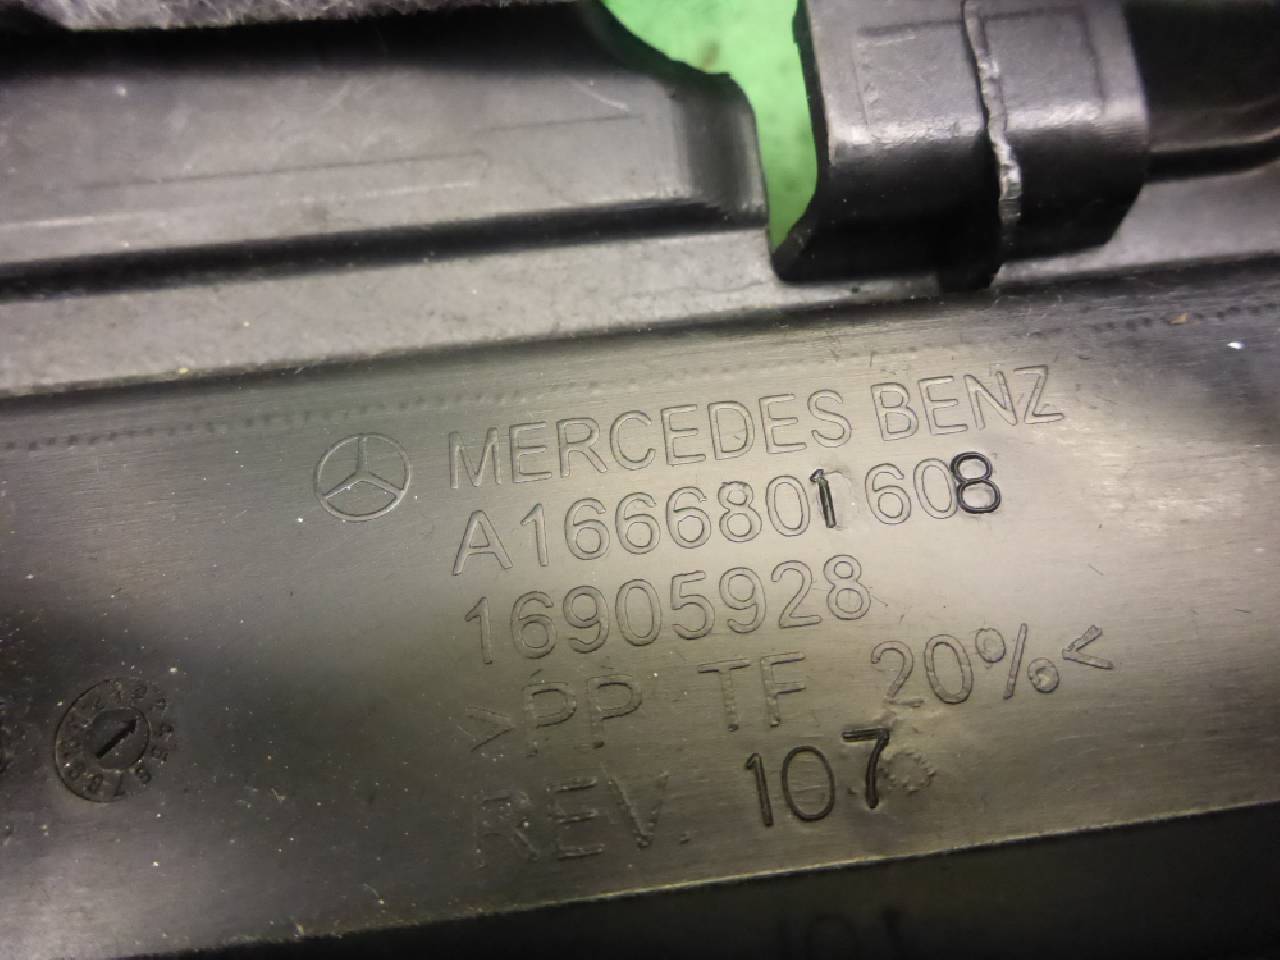 MERCEDES BENZ
A1666801608
16905928
>PP TF 20%<
REV. 107